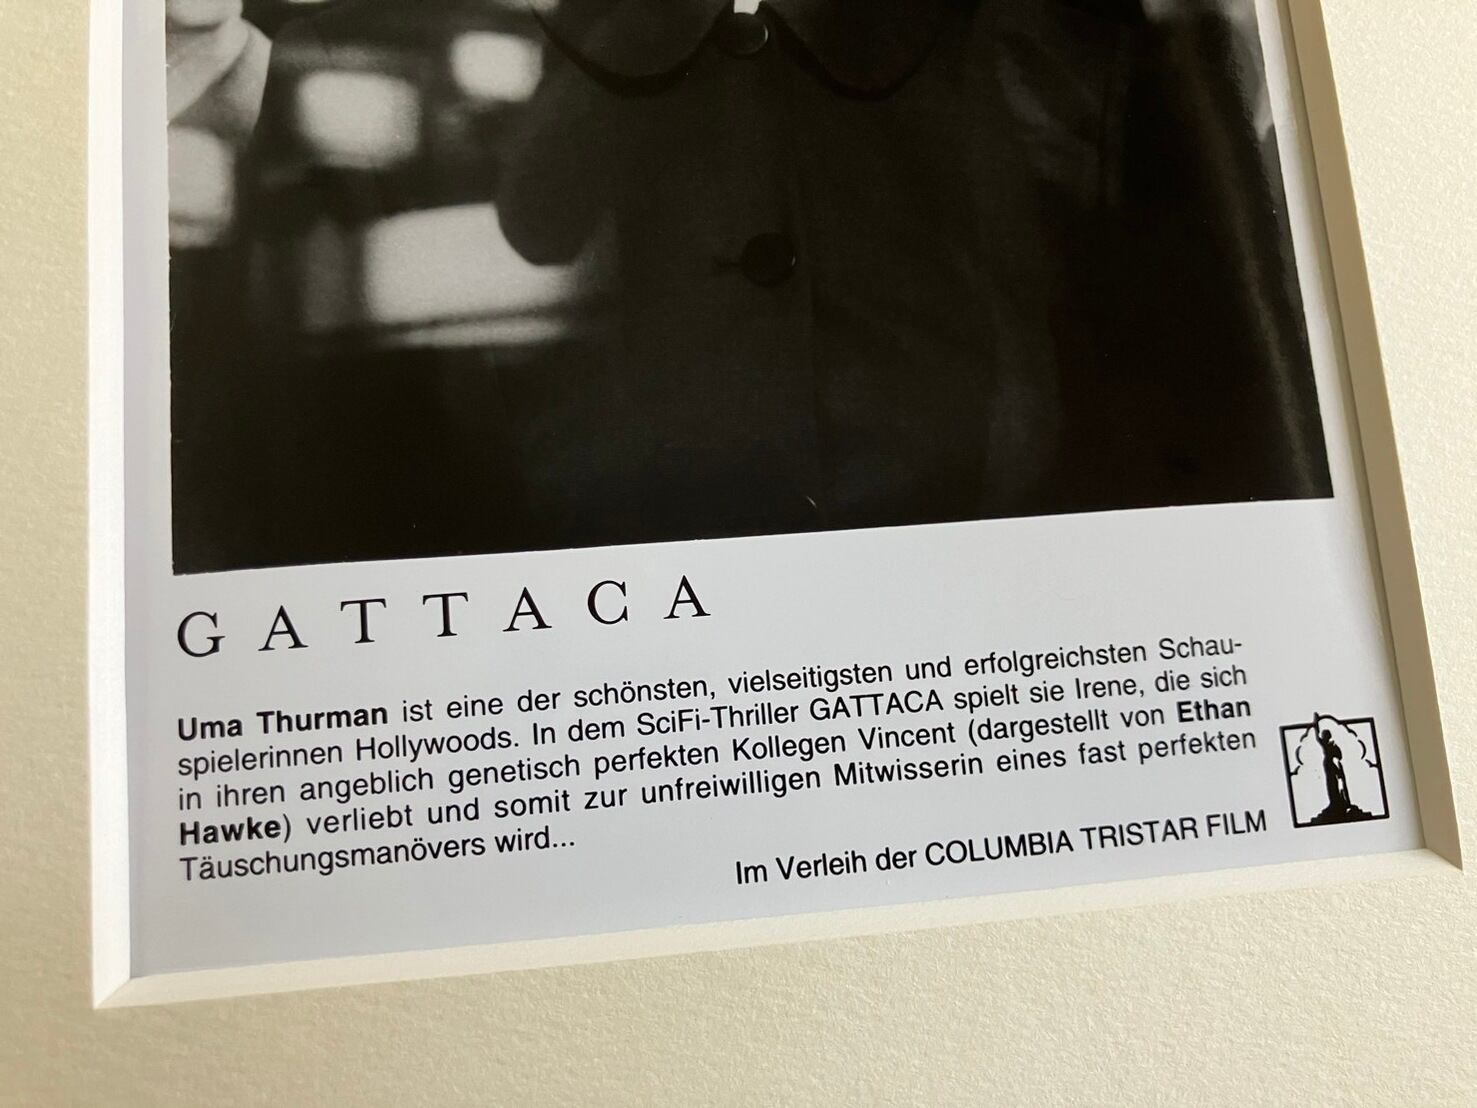 GATTACA
Uma Thurman ist eine der schönsten, vielseitigsten und erfolgreichsten Schau-
spielerinnen Hollywoods. In dem SciFi-Thriller GATTACA spielt sie Irene, die sich
in ihren angeblich genetisch perfekten Kollegen Vincent (dargestellt von Ethan
Hawke) verliebt und somit zur unfreiwilligen Mitwisserin eines fast perfekten
Täuschungsmanövers wird...
Im Verleih der COLUMBIA TRISTAR FILM